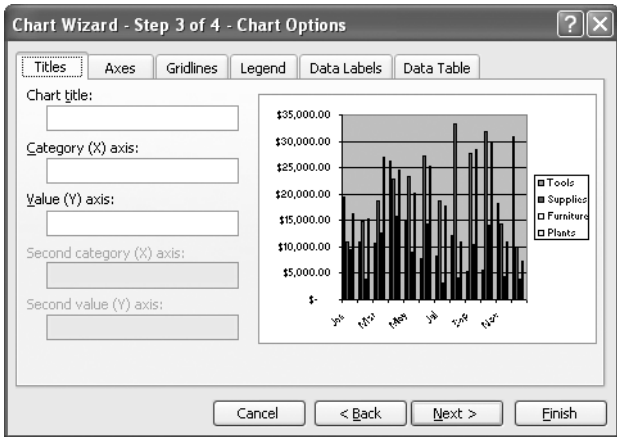 Chart Wizard - Step 3 of 4 - Chart Options
Titles Axes Gridlines Legend Data Labels Data Table
Chart title:
Category (X) axis:
Value (Y) axis:
Second category (X) axis:
Second value (Y) axis:
$35,000.00
$30,000.00
$25,000.00
$20,000.00
$15,000.00
$10,000.00
$5,000.00
$-
Jan Mar May Jul Sep Nov
Tools
Supplies
Furniture
Plants
Cancel < Back Next > Finish